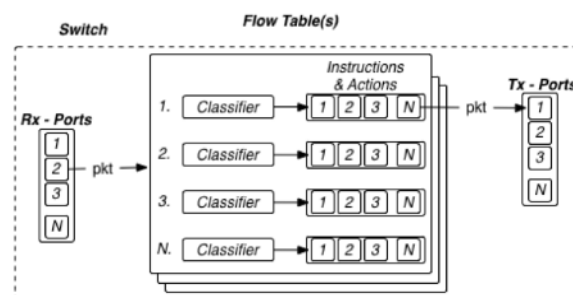 Switch
Flow Table(s)
Instructions
& Actions
1. Classifier 1 2 3 N
2. Classifier 1 2 3 N
3. Classifier 1 2 3 N
N. Classifier 1 2 3 N
Rx - Ports
1
2
3
N
pkt
pkt
Tx - Ports
1
2
3
N